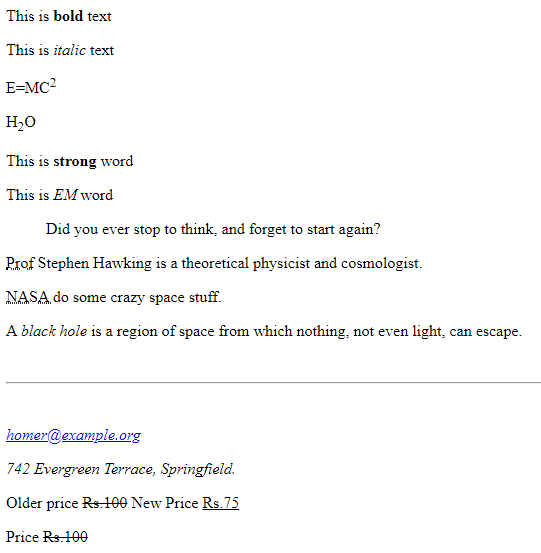 This is bold text
This is italic text
E=MC²
H₂O
This is strong word
This is EM word
Did you ever stop to think, and forget to start again?
Prof Stephen Hawking is a theoretical physicist and cosmologist.
NASA do some crazy space stuff.
A black hole is a region of space from which nothing, not even light, can escape.
homer@example.org
742 Evergreen Terrace, Springfield.
Older price Rs.100 New Price Rs.75
Price Rs.100